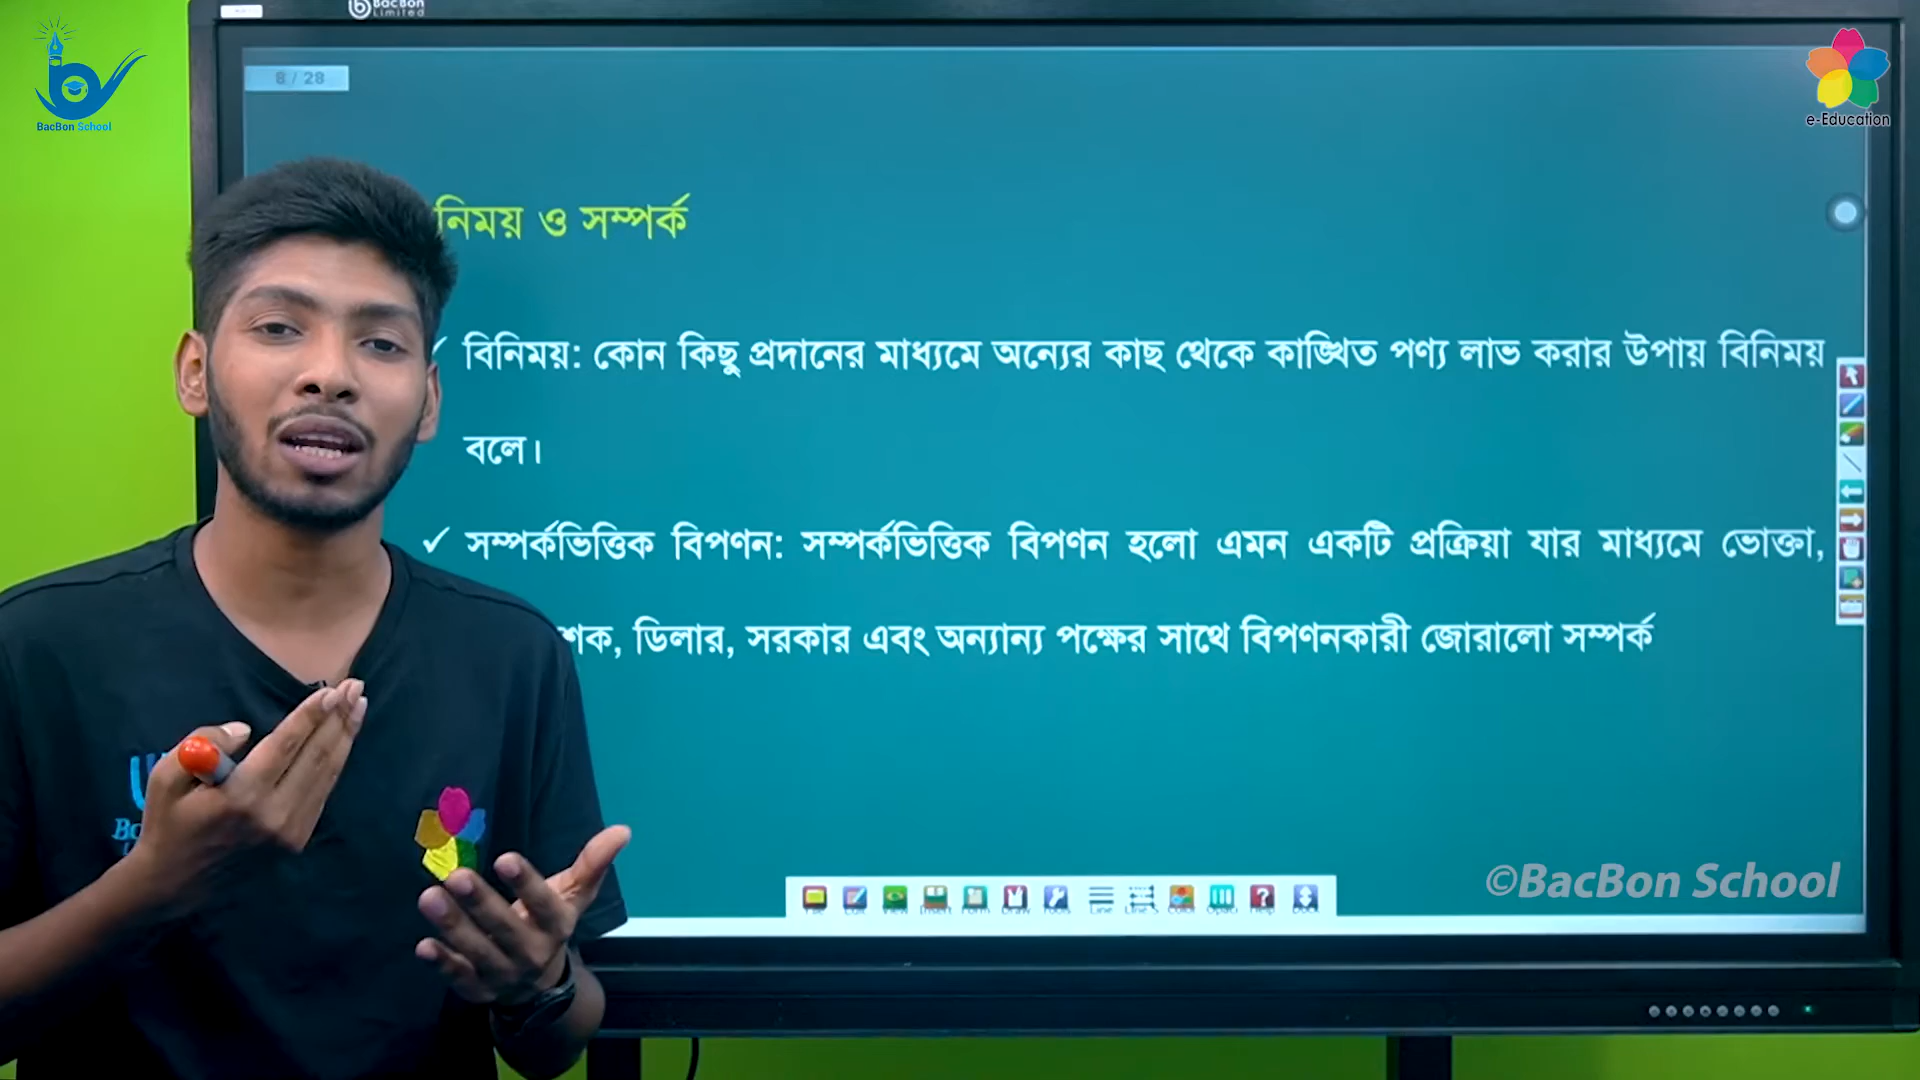 BacBon
Limited
BacBon School
e-Education
8 / 28
নিময় ও সম্পর্ক
✓ বিনিময়: কোন কিছু প্রদানের মাধ্যমে অন্যের কাছ থেকে কাঙ্খিত পণ্য লাভ করার উপায় বিনিময়
বলে।
✓ সম্পর্কভিত্তিক বিপণন: সম্পর্কভিত্তিক বিপণন হলো এমন একটি প্রক্রিয়া যার মাধ্যমে ভোক্তা,
শক, ডিলার, সরকার এবং অন্যান্য পক্ষের সাথে বিপণনকারী জোরালো সম্পর্ক
©BacBon School